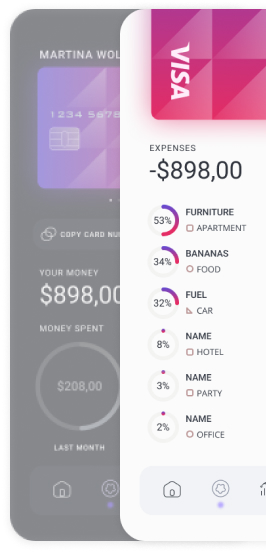 MARTINA WOL
1234 5678
COPY CARD NU
YOUR MONEY
$898,00
MONEY SPENT
$208,00
LAST MONTH
VISA
EXPENSES
-$898,00
53%
FURNITURE
APARTMENT
34%
BANANAS
FOOD
32%
FUEL
CAR
8%
NAME
HOTEL
3%
NAME
PARTY
2%
NAME
OFFICE